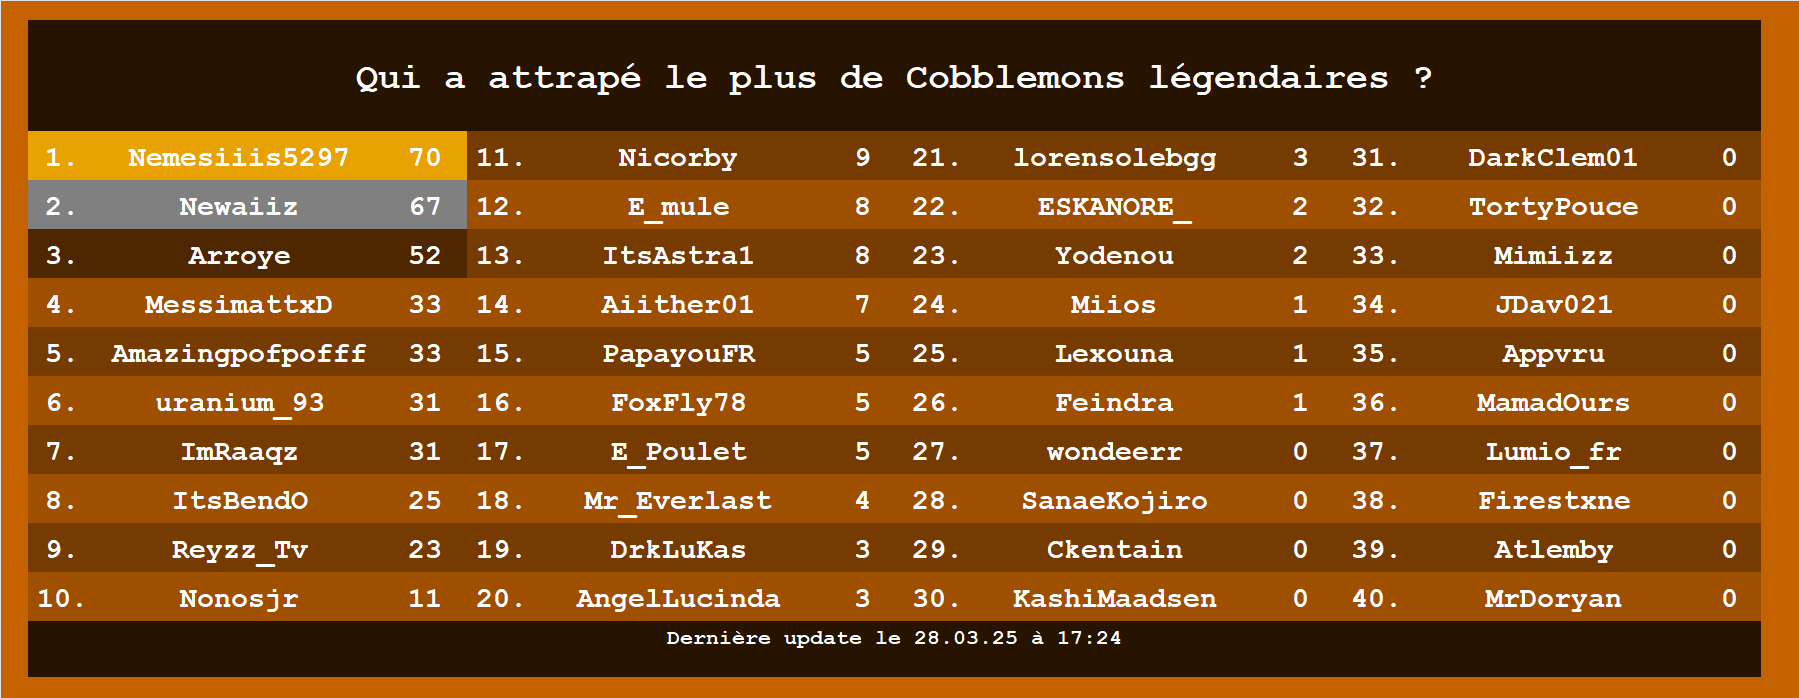 Qui a attrapé le plus de Cobblemons légendaires ?
1. Nemesiiis5297 70 11. Nicorby 9 21. lorensolebgg 3 31. DarkClem01 0
2. Newaiiz 67 12. E_mule 8 22. ESKANORE_ 2 32. TortyPouce 0
3. Arroye 52 13. ItsAstra1 8 23. Yodenou 2 33. Mimiizz 0
4. MessimattxD 33 14. Aiither01 7 24. Miios 1 34. JDav021 0
5. Amazingpofpofff 33 15. PapayouFR 5 25. Lexouna 1 35. Appvru 0
6. uranium_93 31 16. FoxFly78 5 26. Feindra 1 36. MamadOurs 0
7. ImRaaqz 31 17. E_Poulet 5 27. wondeerr 0 37. Lumio_fr 0
8. ItsBendO 25 18. Mr_Everlast 4 28. SanaeKojiro 0 38. Firestxne 0
9. Reyzz_Tv 23 19. DrkLuKas 3 29. Ckentain 0 39. Atlemby 0
10. Nonosjr 11 20. AngelLucinda 3 30. KashiMaadsen 0 40. MrDoryan 0
Dernière update le 28.03.25 à 17:24